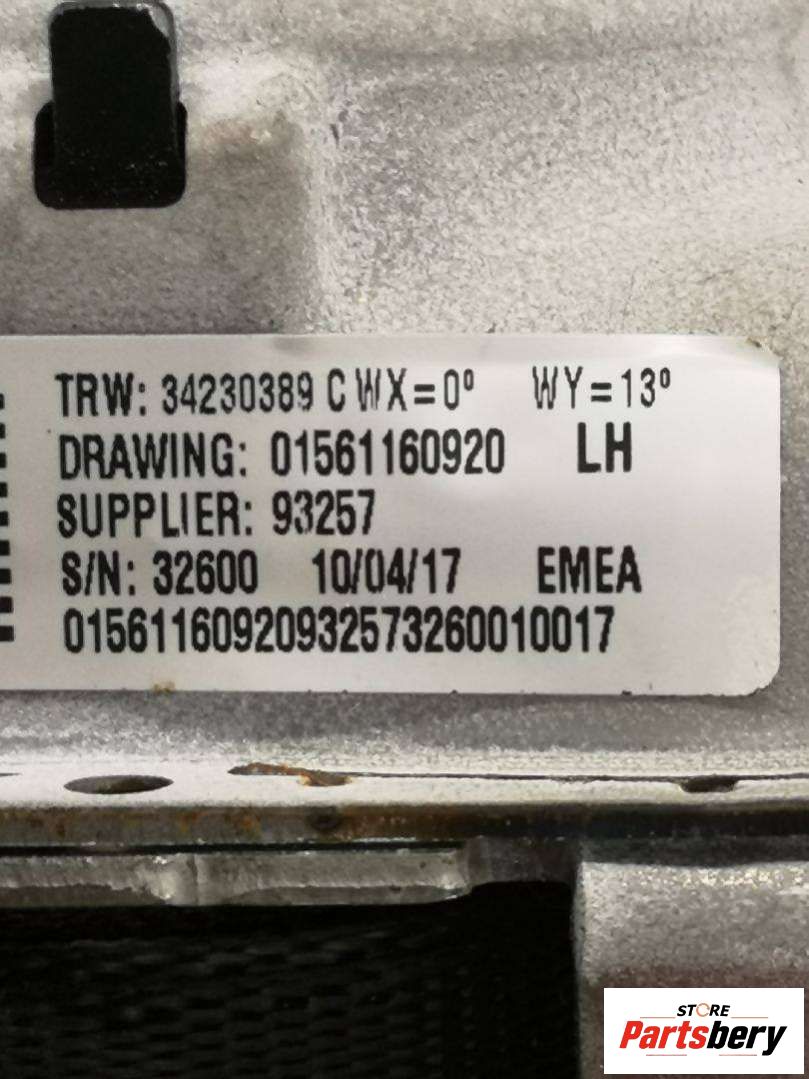 TRW: 34230389 C WX=0° WY=13°
DRAWING: 01561160920 LH
SUPPLIER: 93257
S/N: 32600 10/04/17 EMEA
01561160920932573260010017
STORE
Partsbery